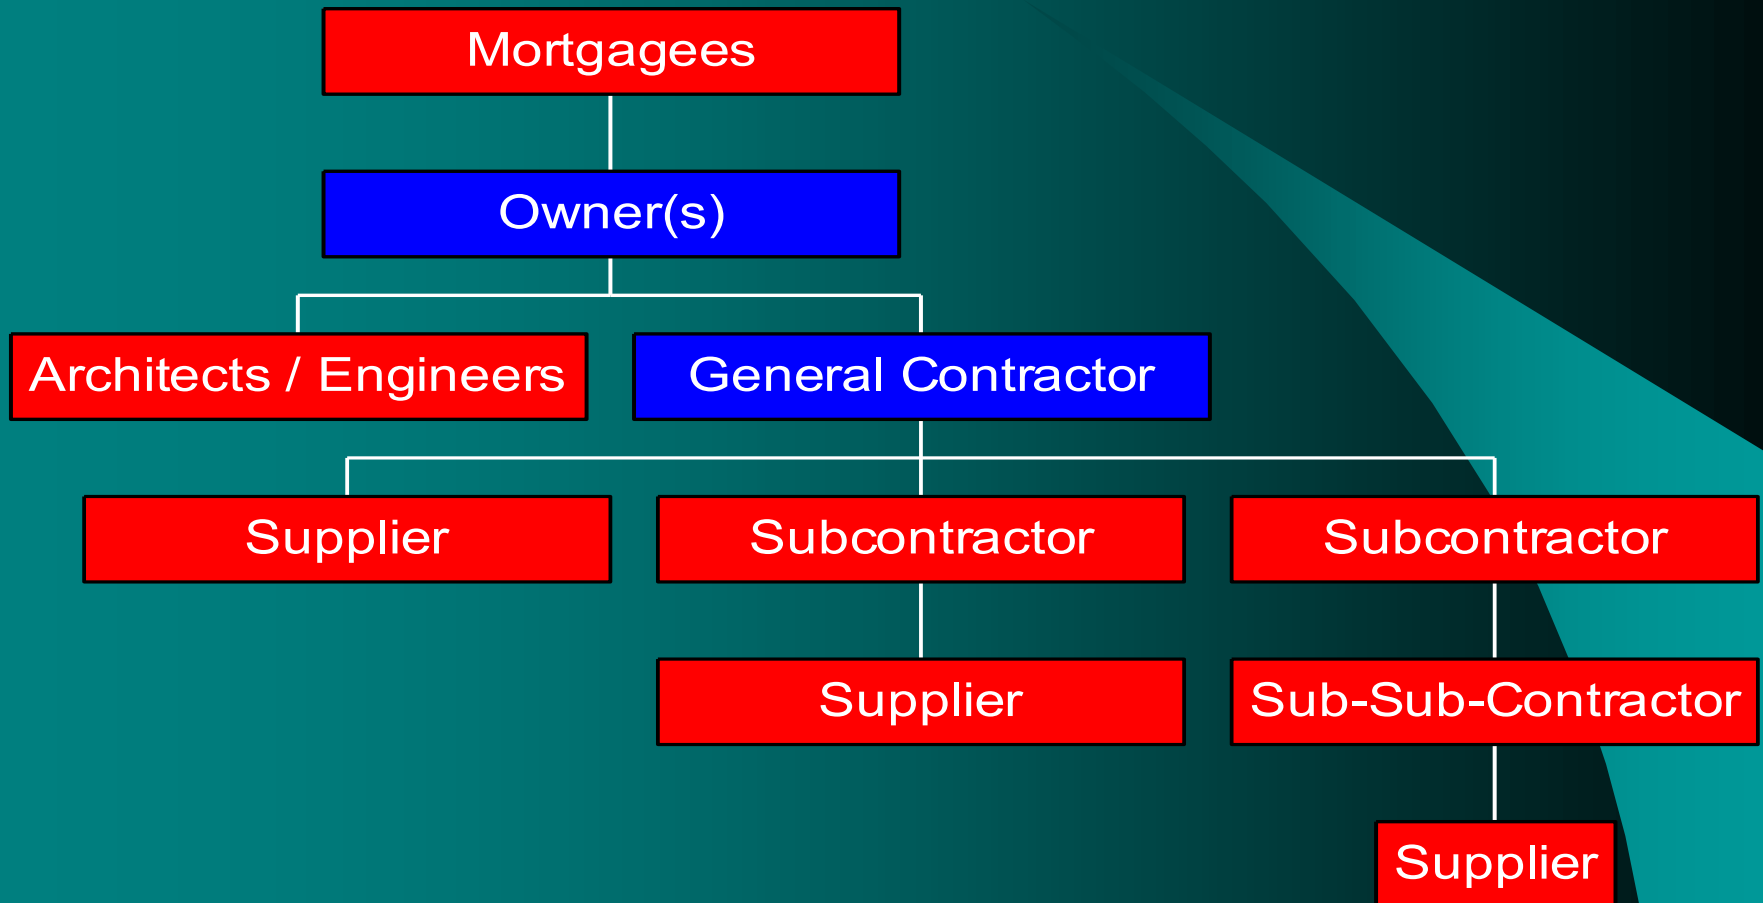 Mortgagees
Owner(s)
Architects / Engineers
General Contractor
Supplier
Subcontractor
Subcontractor
Supplier
Sub-Sub-Contractor
Supplier